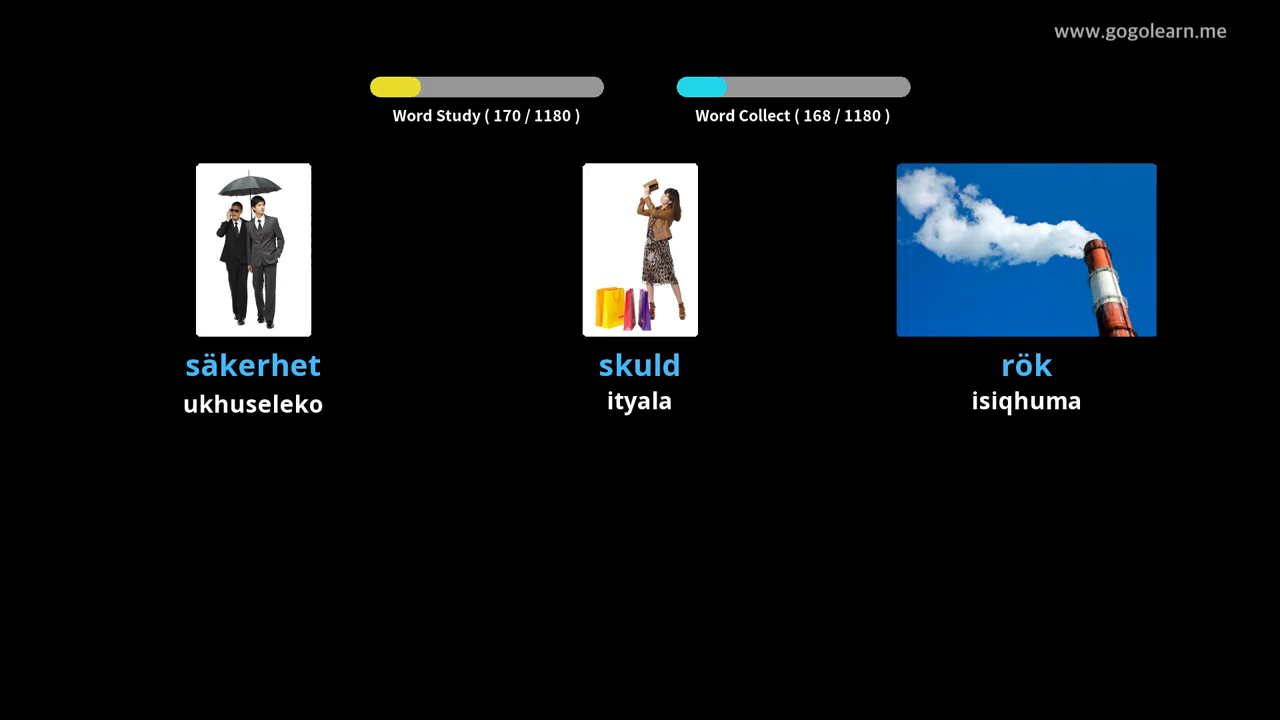 www.gogolearn.me
Word Study ( 170 / 1180 )
Word Collect ( 168 / 1180 )
säkerhet
ukhuseleko
skuld
ityala
rök
isiqhuma